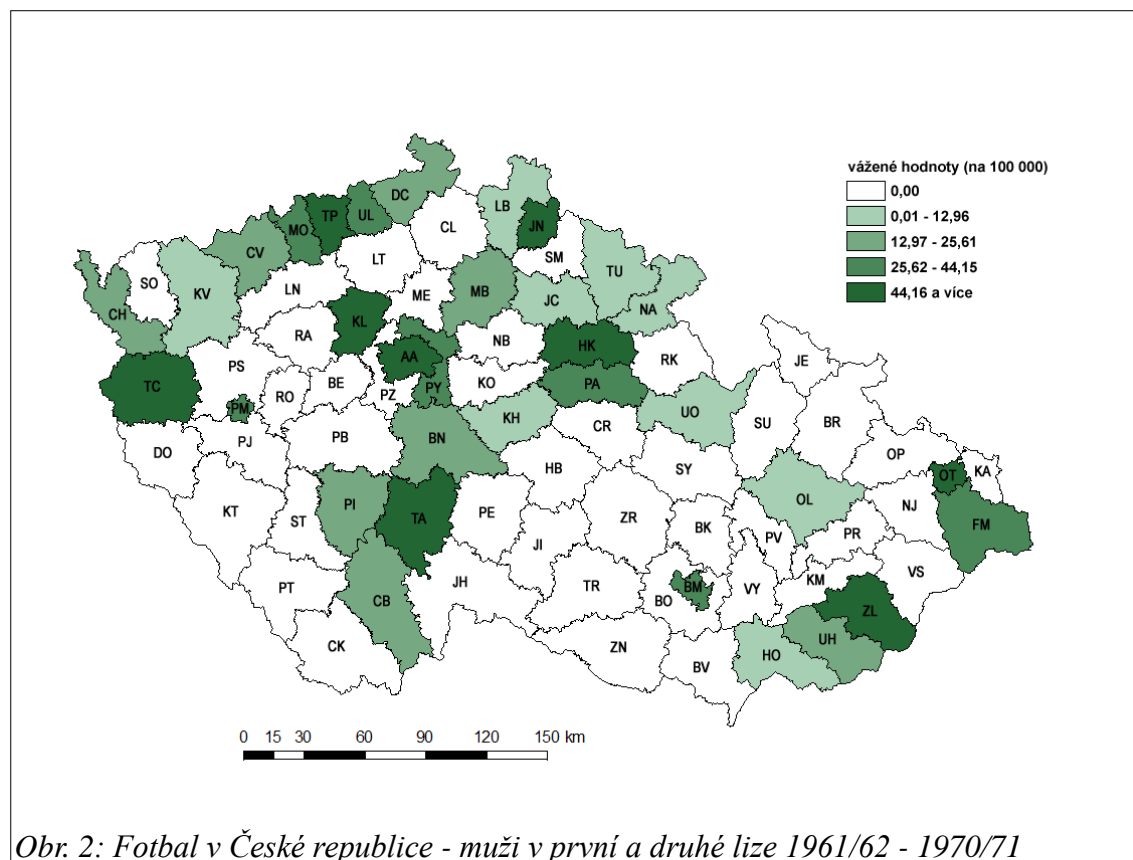 vážené hodnoty (na 100 000)
0,00
0,01 - 12,96
12,97 - 25,61
25,62 - 44,15
44,16 a více
DC
LB
TP
UL
JN
MO
CL
CV
SM
LT
TU
SO
KV
LN
ME
MB
JC
NA
CH
KL
RA
NB
HK
RK
AA
JE
PS
TC
BE
KO
PA
RO
PZ
PY
PM
UO
KH
SU
BR
DO
PJ
PB
BN
CR
OP
HB
SY
OT
KA
KT
ST
PI
TA
PE
ZR
OL
NJ
FM
BK
PV
PR
JI
PT
CB
JH
TR
BO
BM
VY
KM
VS
ZL
CK
ZN
BV
HO
UH
0 15 30 60 90 120 150 km
Obr. 2: Fotbal v České republice - muži v první a druhé lize 1961/62 - 1970/71